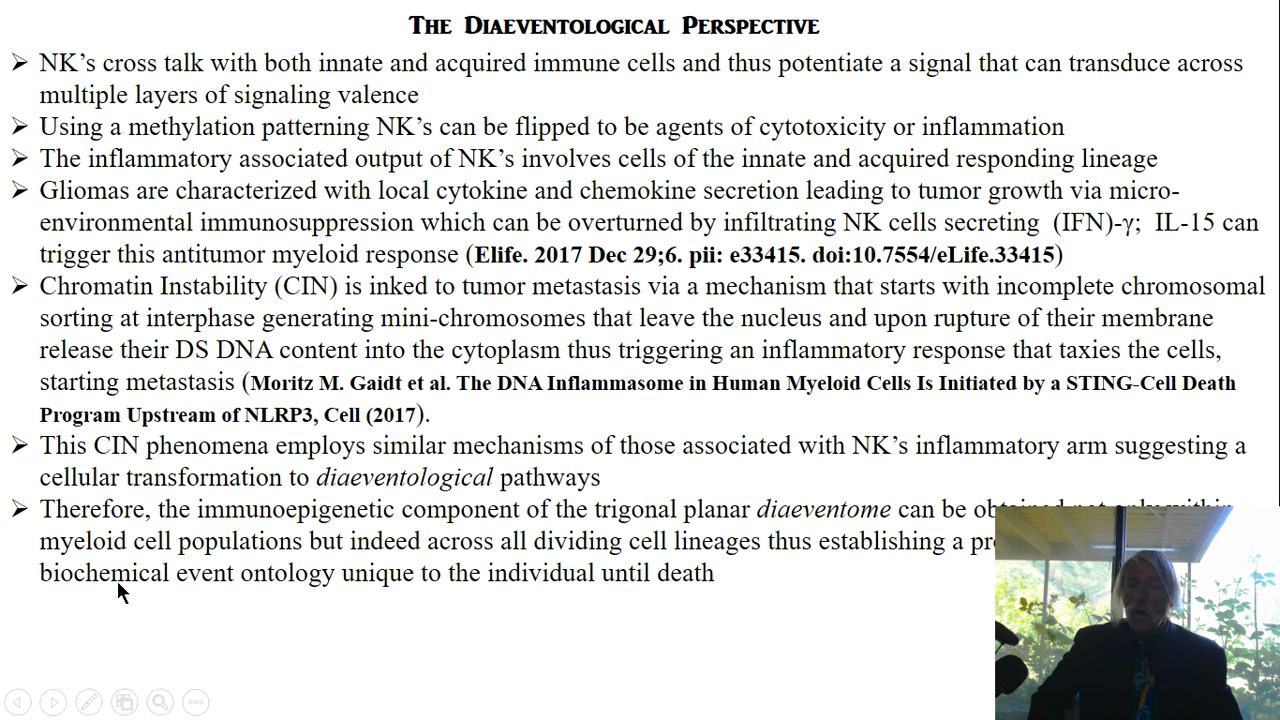 The Diaeventological Perspective
➢ NK’s cross talk with both innate and acquired immune cells and thus potentiate a signal that can transduce across
multiple layers of signaling valence
➢ Using a methylation patterning NK’s can be flipped to be agents of cytotoxicity or inflammation
➢ The inflammatory associated output of NK’s involves cells of the innate and acquired responding lineage
➢ Gliomas are characterized with local cytokine and chemokine secretion leading to tumor growth via micro-
environmental immunosuppression which can be overturned by infiltrating NK cells secreting (IFN)-γ; IL-15 can
trigger this antitumor myeloid response (Elife. 2017 Dec 29;6. pii: e33415. doi:10.7554/eLife.33415)
➢ Chromatin Instability (CIN) is inked to tumor metastasis via a mechanism that starts with incomplete chromosomal
sorting at interphase generating mini-chromosomes that leave the nucleus and upon rupture of their membrane
release their DS DNA content into the cytoplasm thus triggering an inflammatory response that taxies the cells,
starting metastasis (Moritz M. Gaidt et al. The DNA Inflammasome in Human Myeloid Cells Is Initiated by a STING-Cell Death
Program Upstream of NLRP3, Cell (2017).
➢ This CIN phenomena employs similar mechanisms of those associated with NK’s inflammatory arm suggesting a
cellular transformation to diaeventological pathways
➢ Therefore, the immunoepigenetic component of the trigonal planar diaeventome can be obtained not only within
myeloid cell populations but indeed across all dividing cell lineages thus establishing a
biochemical event ontology unique to the individual until death